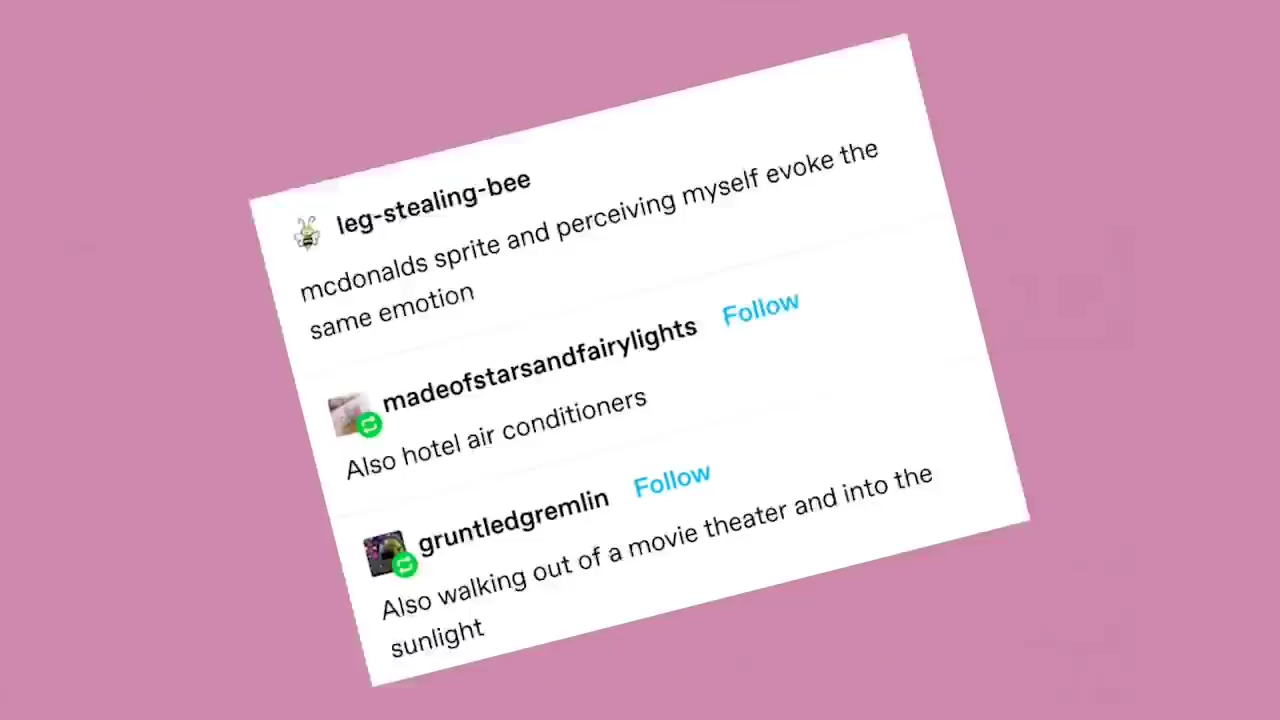 leg-stealing-bee
mcdonalds sprite and perceiving myself evoke the
same emotion
madeofstarsandfairylights Follow
Also hotel air conditioners
gruntledgremlin Follow
Also walking out of a movie theater and into the
sunlight